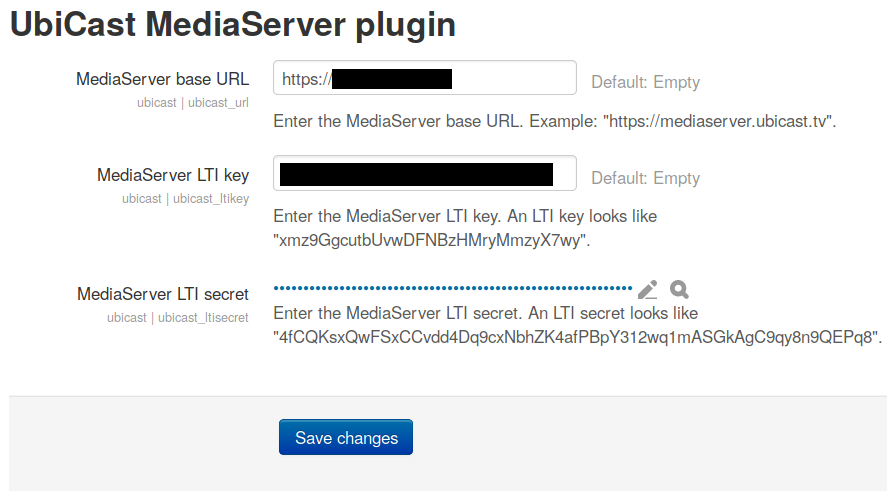 UbiCast MediaServer plugin
MediaServer base URL
https://
Default: Empty
ubicast | ubicast_url
Enter the MediaServer base URL. Example: "https://mediaserver.ubicast.tv".
MediaServer LTI key
Default: Empty
ubicast | ubicast_ltikey
Enter the MediaServer LTI key. An LTI key looks like
"xmz9GgcutbUvwDFNBzHMryMmzyX7wy".
MediaServer LTI secret
ubicast | ubicast_ltisecret
Enter the MediaServer LTI secret. An LTI secret looks like
"4fCQKsxQwFSxCCvdd4Dq9cxNbhZK4afPBpY312wq1mASGkAgC9qy8n9QEPq8".
Save changes